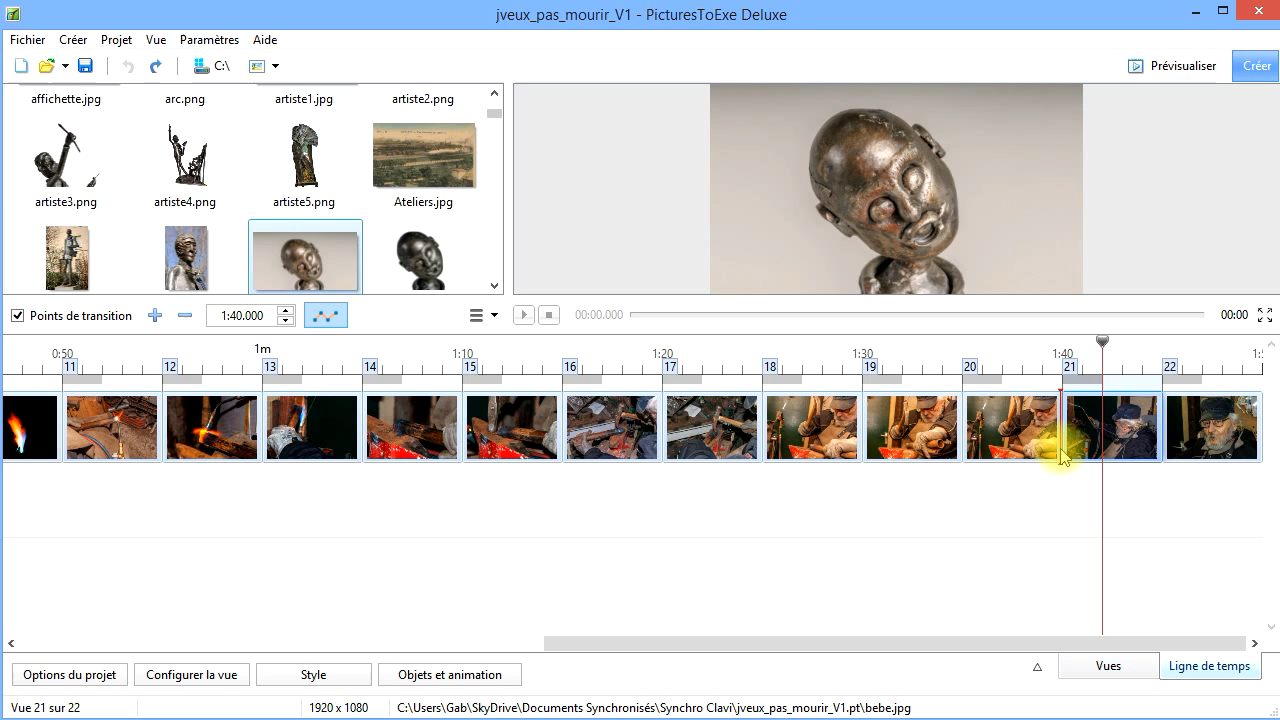 jveux_pas_mourir_V1 - PicturesToExe Deluxe
Fichier Créer Projet Vue Paramètres Aide
C:\ Prévisualiser Créer
affichette.jpg arc.png artiste1.jpg artiste2.png
artiste3.png artiste4.png artiste5.png Ateliers.jpg
Points de transition 1:40.000 00:00.000 00:00
0:50 1m 1:10 1:20 1:30 1:40
11 12 13 14 15 16 17 18 19 20 21 22
Options du projet Configurer la vue Style Objets et animation Vues Ligne de temps
Vue 21 sur 22 1920 x 1080 C:\Users\Gab\SkyDrive\Documents Synchronisés\Synchro Clavi\jveux_pas_mourir_V1.pt\bebe.jpg